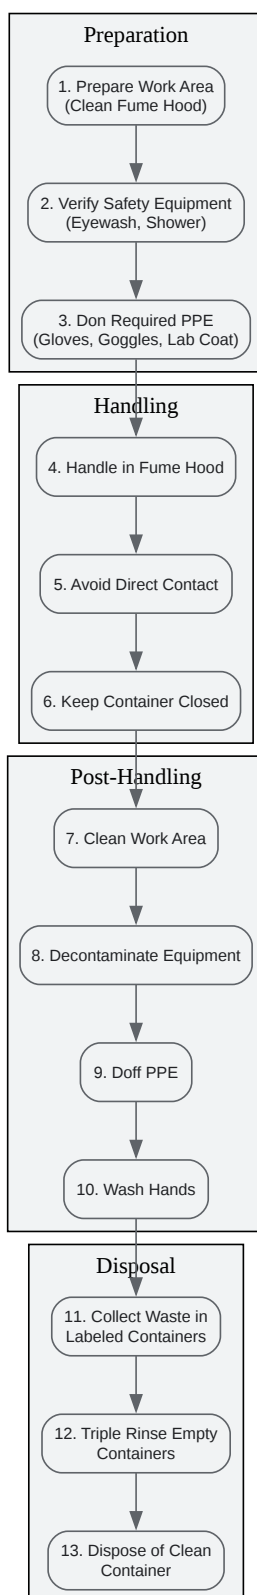 Preparation
1. Prepare Work Area
(Clean Fume Hood)
2. Verify Safety Equipment
(Eyewash, Shower)
3. Don Required PPE
(Gloves, Goggles, Lab Coat)
Handling
4. Handle in Fume Hood
5. Avoid Direct Contact
6. Keep Container Closed
Post-Handling
7. Clean Work Area
8. Decontaminate Equipment
9. Doff PPE
10. Wash Hands
Disposal
11. Collect Waste in
Labeled Containers
12. Triple Rinse Empty
Containers
13. Dispose of Clean
Container